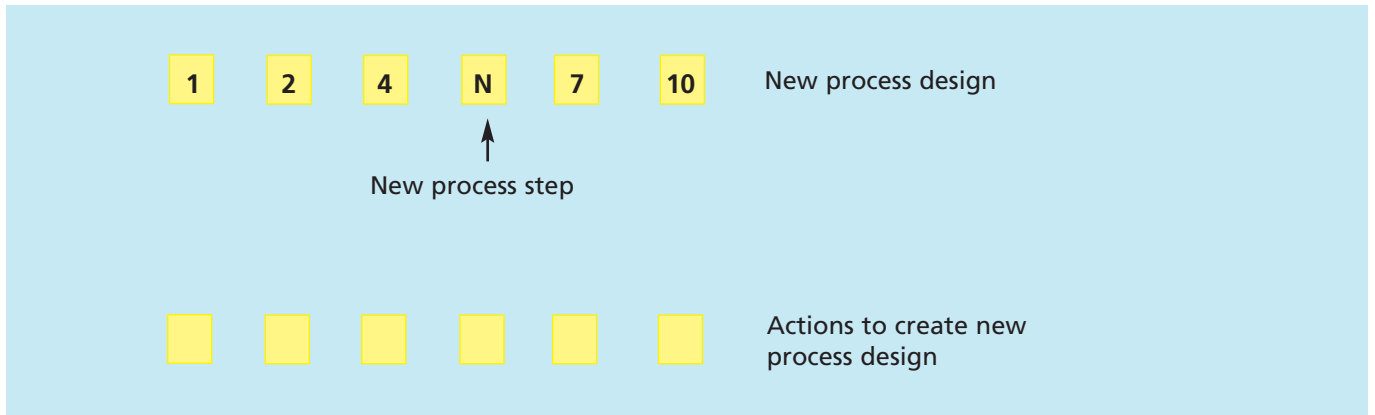 1 2 4 N 7 10 New process design
New process step
Actions to create new
process design